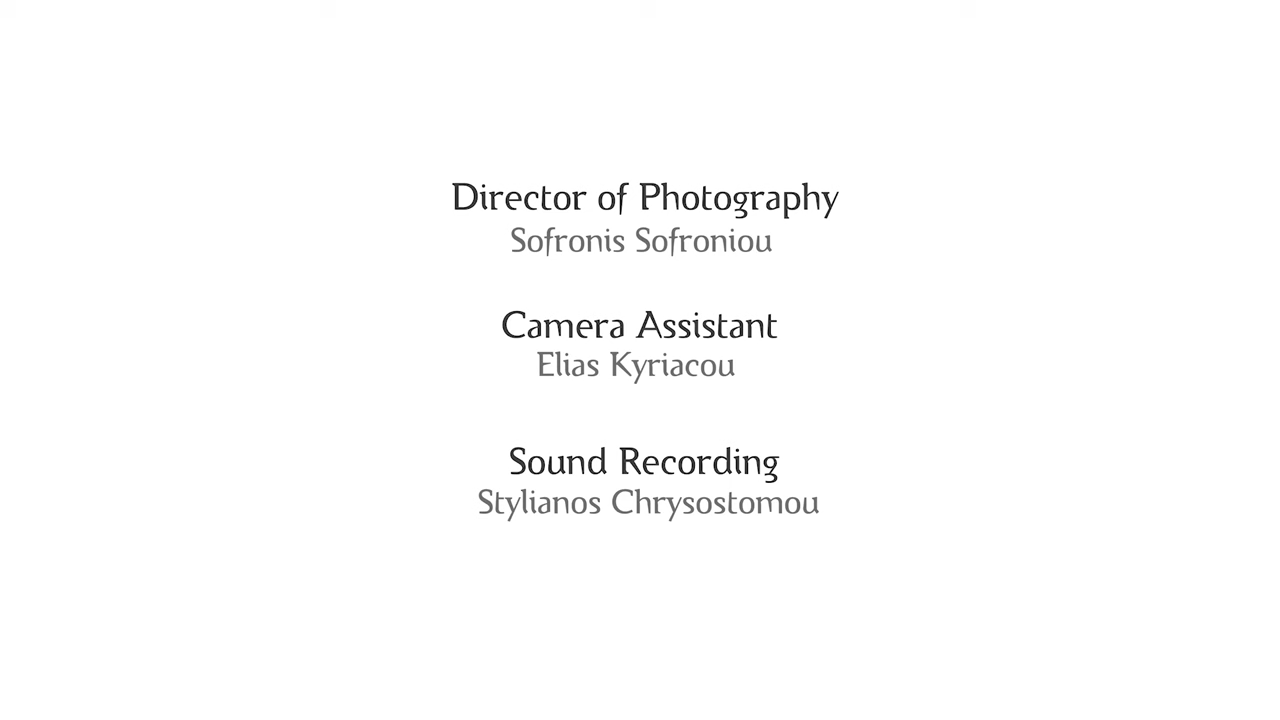 Director of Photography
Sofronis Sofroniou
Camera Assistant
Elias Kyriacou
Sound Recording
Stylianos Chrysostomou